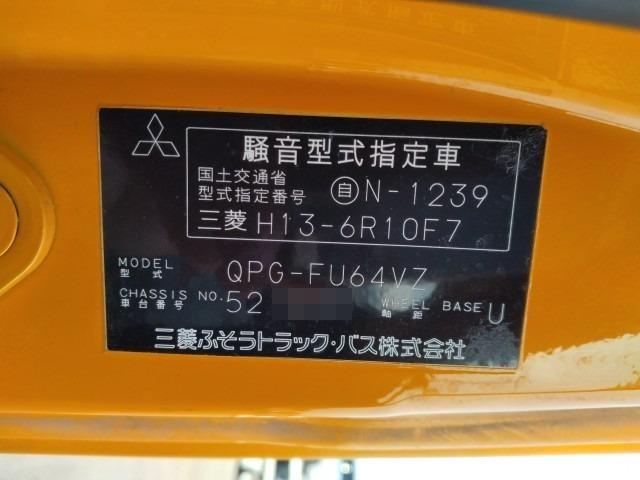 騒音型式指定車
国土交通省
型式指定番号 自N-1239
三菱 H13-6R10F7
MODEL
型式 QPG-FU64VZ
CHASSIS NO. 52 WHEEL BASE U
車台番号 軸距
三菱ふそうトラック・バス株式会社